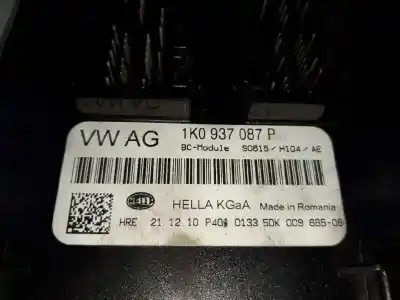 VW AG 1K0 937 087 P
BC-Module S0615 / H104 / AE
HELLA KGaA Made in Romania
HRE 21 12 10 P401 0133 5DK 009 665-06